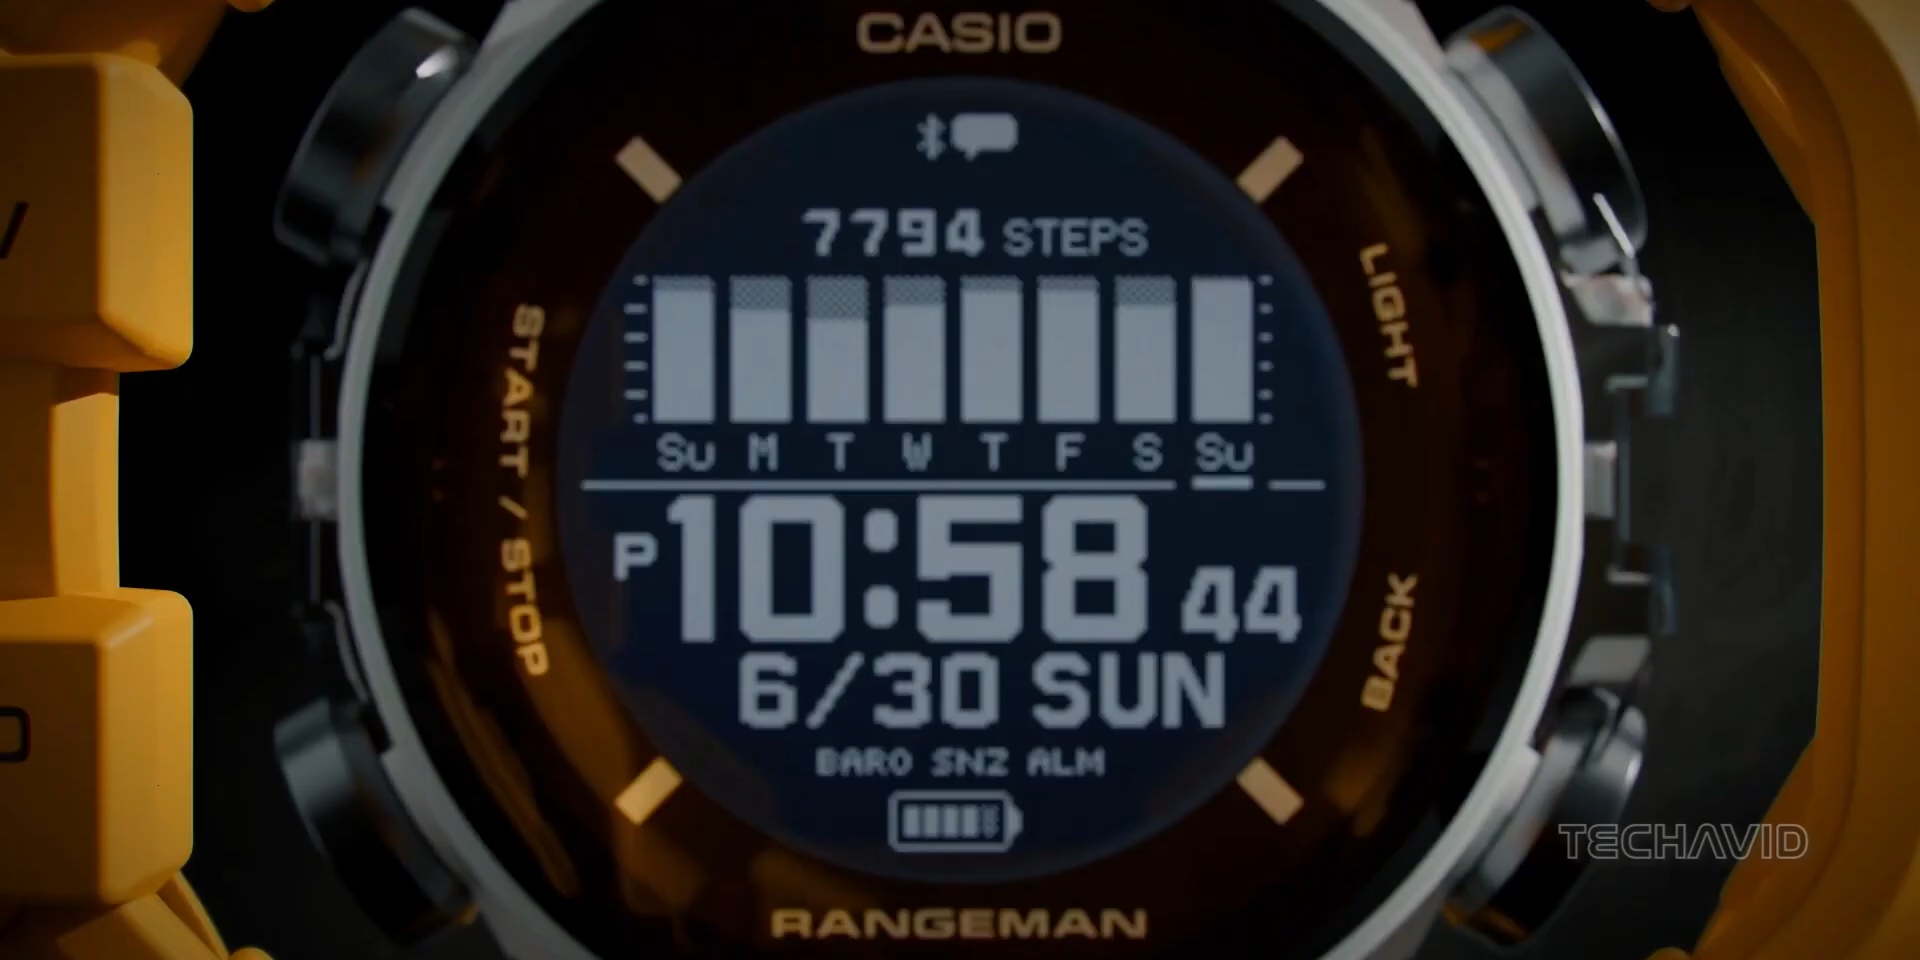 CASIO
7794 STEPS
Su M T W T F S Su
P 10:58 44
6/30 SUN
BARO SNZ ALM
RANGEMAN
START / STOP
LIGHT
BACK
TECHAVID